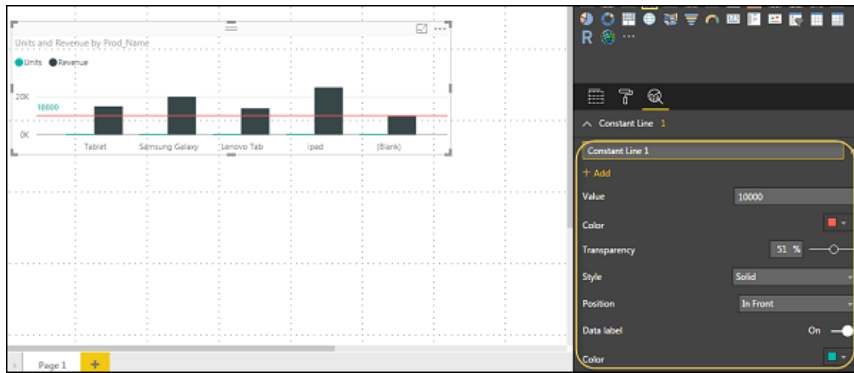 Units and Revenue by Prod_Name
Units Revenue
20K
10000
0K
Tablet Samsung Galaxy Lenovo Tab ipad (Blank)
Page 1
R
Constant Line 1
Constant Line 1
+ Add
Value 10000
Color
Transparency 51 %
Style Solid
Position In Front
Data label On
Color